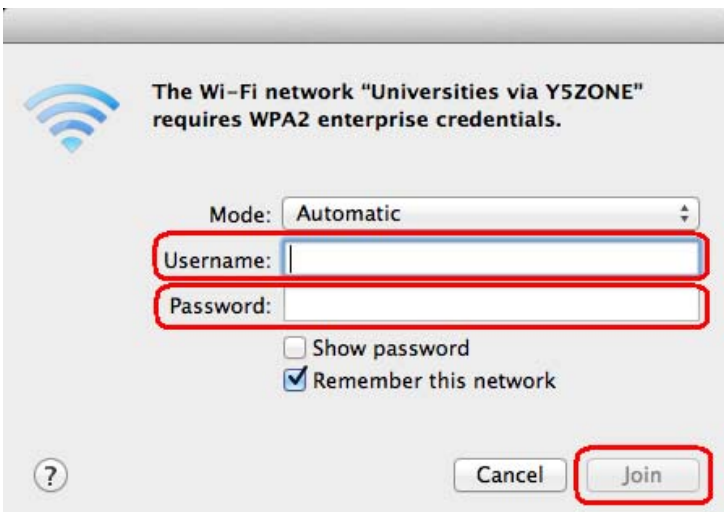 The Wi-Fi network “Universities via Y5ZONE”
requires WPA2 enterprise credentials.
Mode: Automatic
Username:
Password:
Show password
Remember this network
? Cancel Join